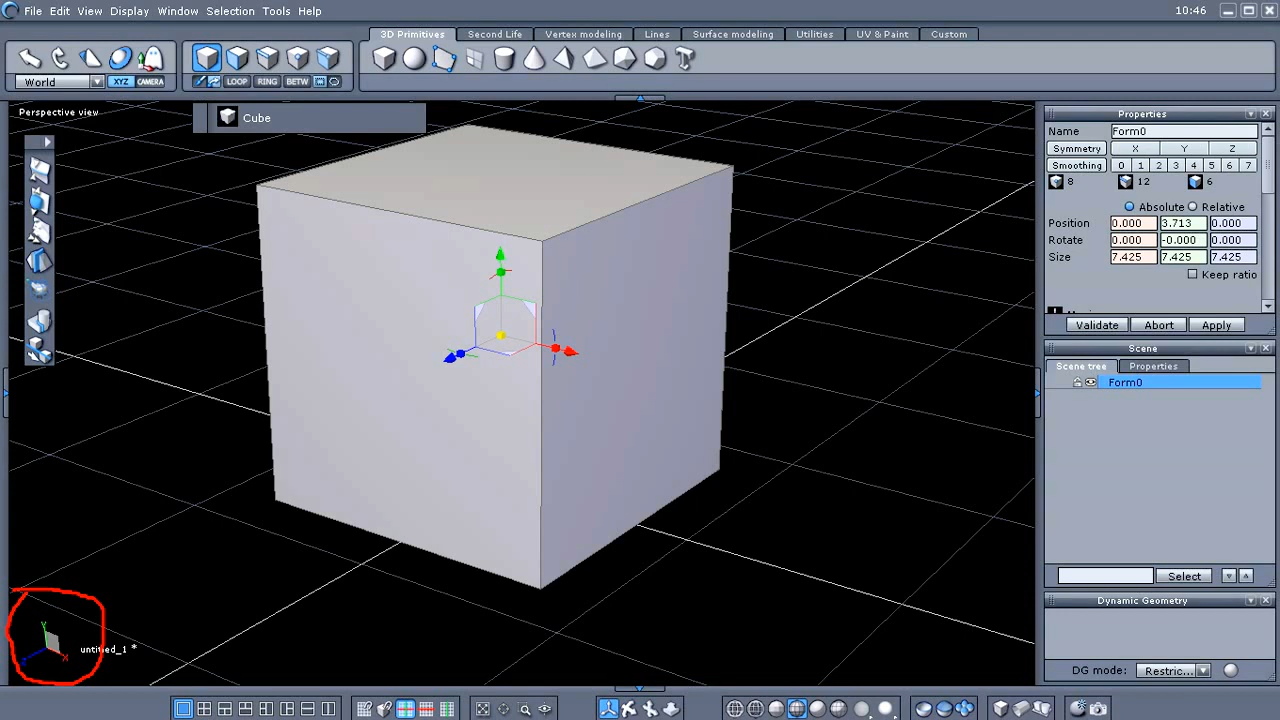 File Edit View Display Window Selection Tools Help
10:46
3D Primitives Second Life Vertex modeling Lines Surface modeling Utilities UV & Paint Custom
World XYZ CAMERA
LOOP RING BETW
Perspective view
Cube
Properties
Name Form0
Symmetry X Y Z
Smoothing 0 1 2 3 4 5 6 7
8 12 6
Absolute Relative
Position 0.000 3.713 0.000
Rotate 0.000 -0.000 0.000
Size 7.425 7.425 7.425
Keep ratio
Validate Abort Apply
Scene
Scene tree Properties
Form0
Select
Dynamic Geometry
DG mode: Restric...
Y
Z X
untitled_1 *